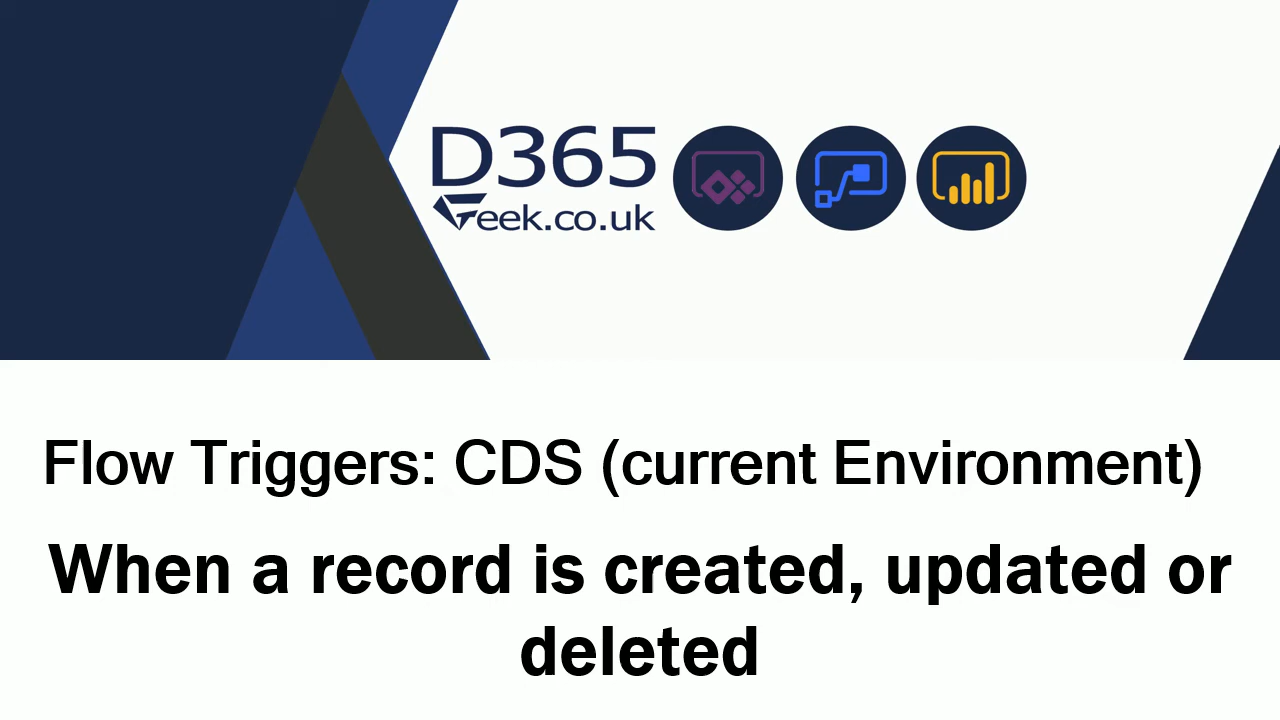 D365
Geek.co.uk
Flow Triggers: CDS (current Environment)
When a record is created, updated or
deleted